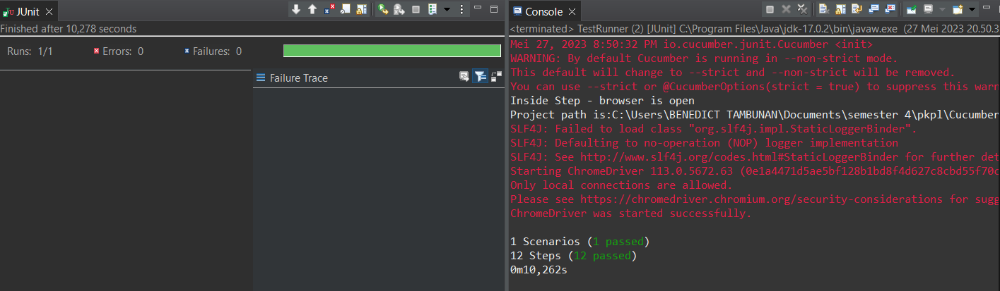 JUnit
Finished after 10,278 seconds
Runs: 1/1
Errors: 0
Failures: 0
Failure Trace
Console
<terminated> TestRunner (2) [JUnit] C:\Program Files\Java\jdk-17.0.2\bin\javaw.exe (27 Mei 2023 20.50.3
Mei 27, 2023 8:50:32 PM io.cucumber.junit.Cucumber <init>
WARNING: By default Cucumber is running in --non-strict mode.
This default will change to --strict and --non-strict will be removed.
You can use --strict or @CucumberOptions(strict = true) to suppress this warn
Inside Step - browser is open
Project path is:C:\Users\BENEDICT TAMBUNAN\Documents\semester 4\pkpl\Cucumber
SLF4J: Failed to load class "org.slf4j.impl.StaticLoggerBinder".
SLF4J: Defaulting to no-operation (NOP) logger implementation
SLF4J: See http://www.slf4j.org/codes.html#StaticLoggerBinder for further det
Starting ChromeDriver 113.0.5672.63 (0e1a4471d5ae5bf128b1bd8f4d627c8cbd55f70c
Only local connections are allowed.
Please see https://chromedriver.chromium.org/security-considerations for sugg
ChromeDriver was started successfully.
1 Scenarios (1 passed)
12 Steps (12 passed)
0m10,262s